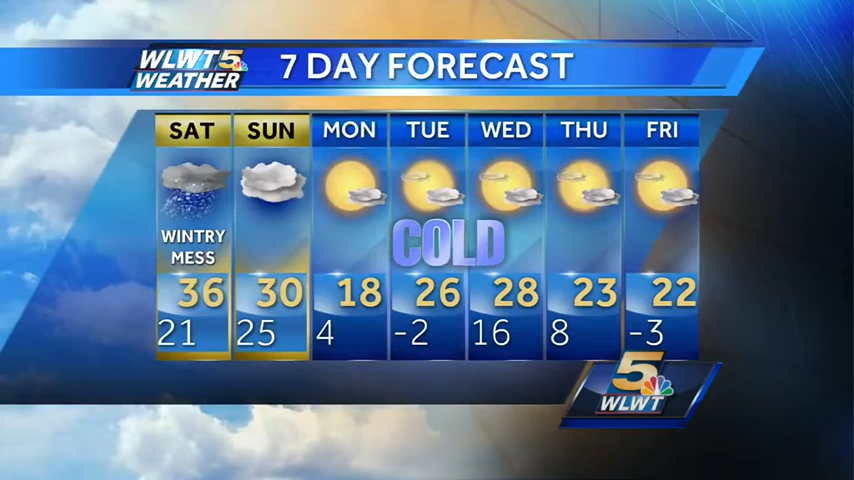 WLWT 5
WEATHER
7 DAY FORECAST
SAT SUN MON TUE WED THU FRI
WINTRY
MESS
COLD
36 30 18 26 28 23 22
21 25 4 -2 16 8 -3
5
WLWT